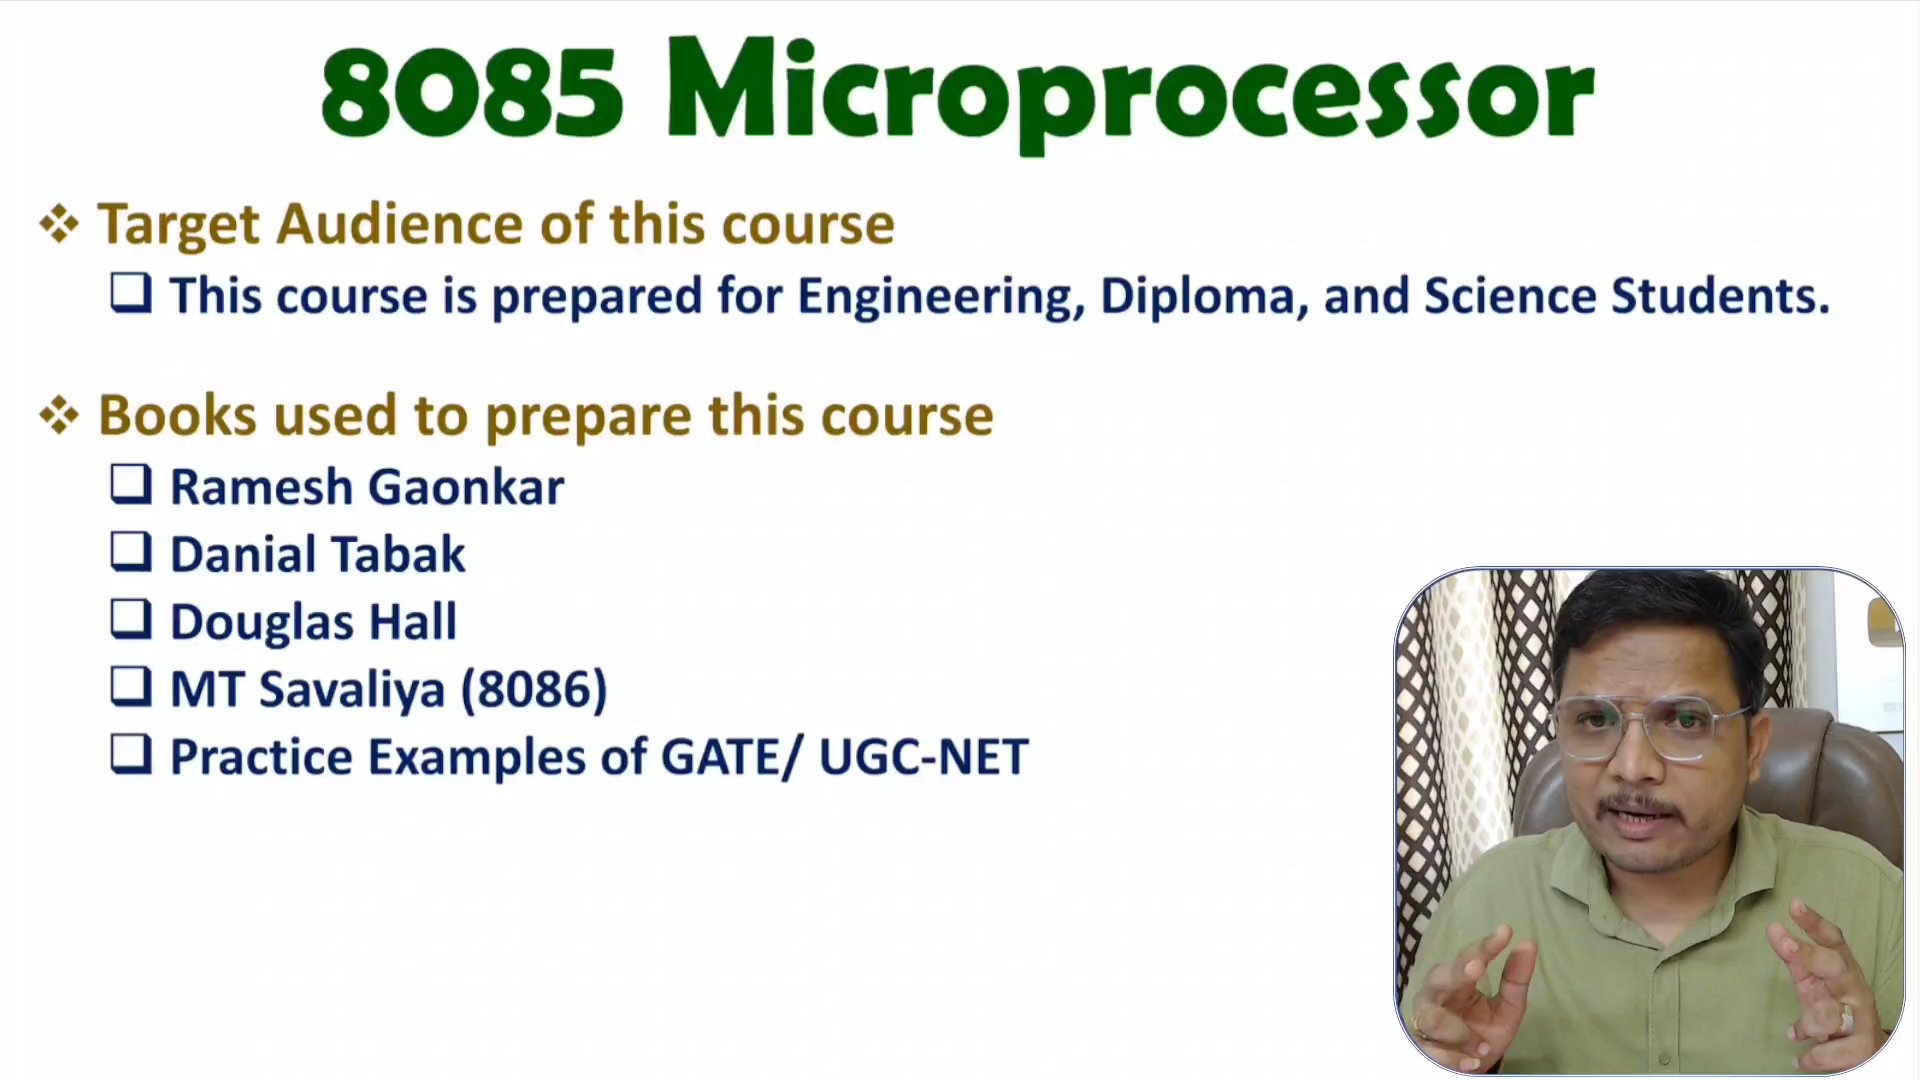 8085 Microprocessor
Target Audience of this course
This course is prepared for Engineering, Diploma, and Science Students.
Books used to prepare this course
Ramesh Gaonkar
Danial Tabak
Douglas Hall
MT Savaliya (8086)
Practice Examples of GATE/ UGC-NET